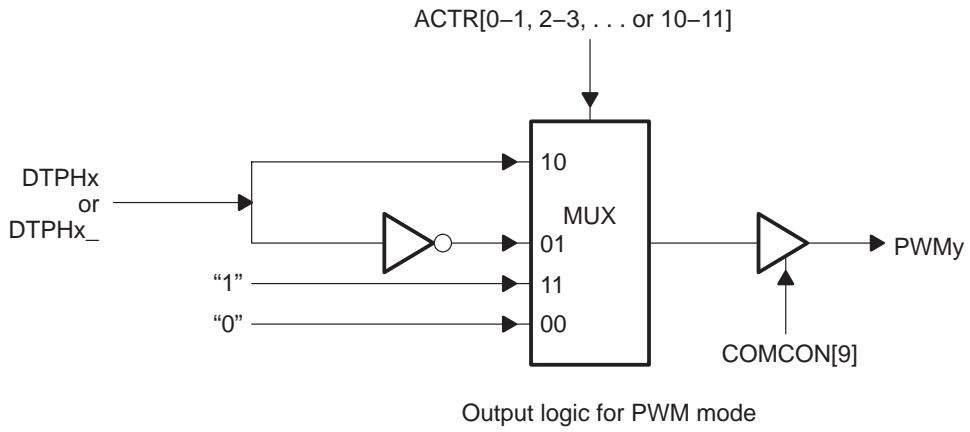 ACTR[0–1, 2–3, . . . or 10–11]
DTPHx
or
DTPHx_
10
MUX
01
“1”
11
“0”
00
PWMy
COMCON[9]
Output logic for PWM mode